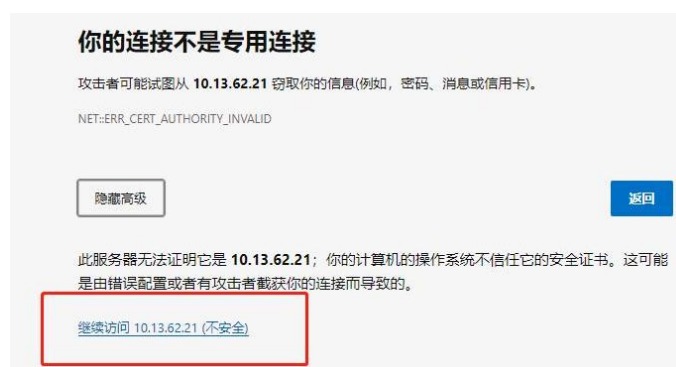 你的连接不是专用连接
攻击者可能试图从 10.13.62.21 窃取你的信息(例如，密码、消息或信用卡)。
NET::ERR_CERT_AUTHORITY_INVALID
隐藏高级
返回
此服务器无法证明它是 10.13.62.21；你的计算机的操作系统不信任它的安全证书。这可能
是由错误配置或者有攻击者截获你的连接而导致的。
继续访问 10.13.62.21 (不安全)